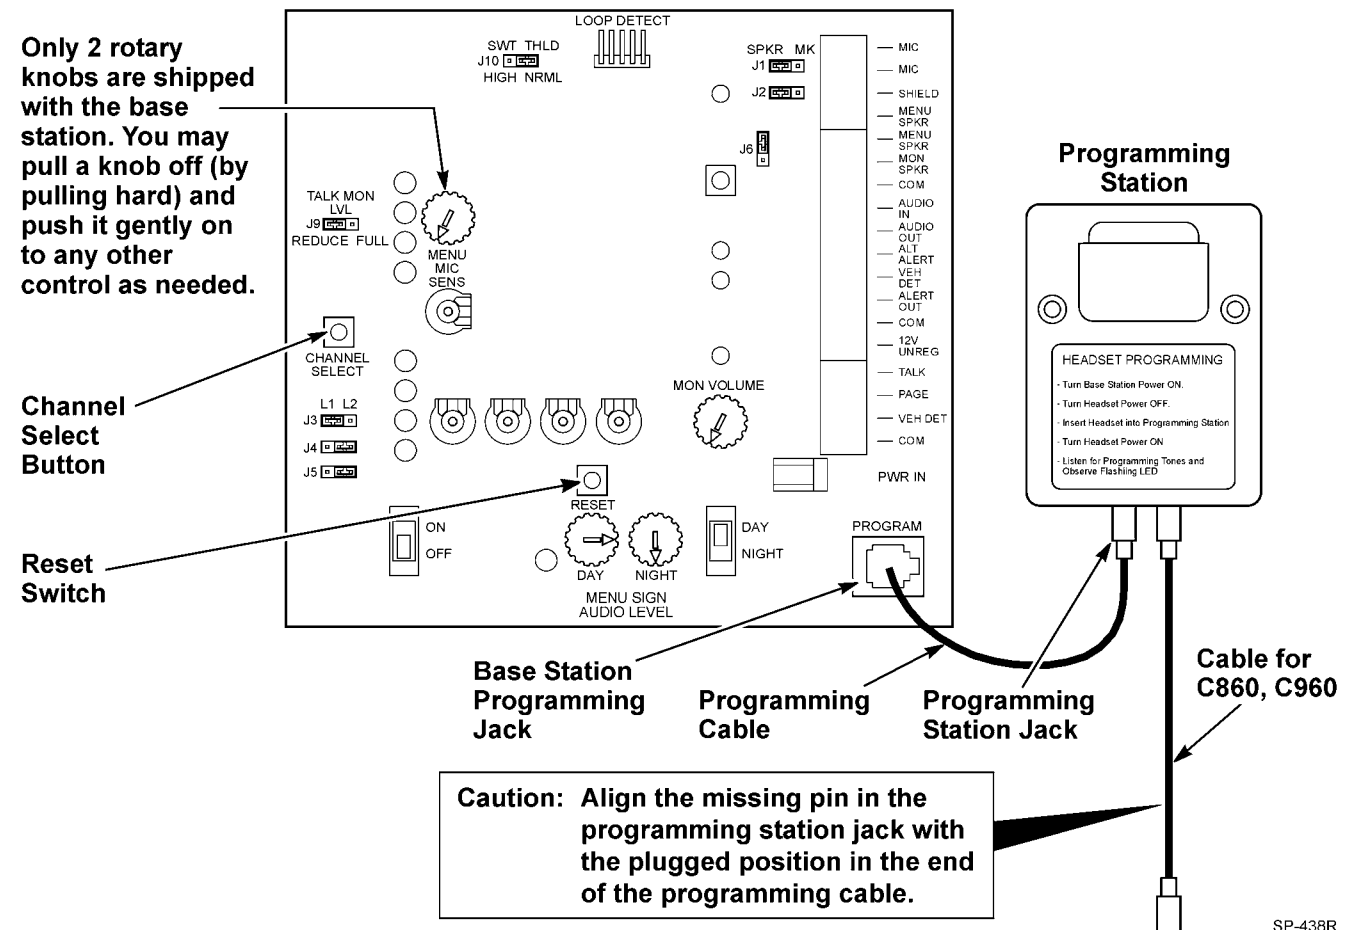 Only 2 rotary
knobs are shipped
with the base
station. You may
pull a knob off (by
pulling hard) and
push it gently on
to any other
control as needed.
Channel
Select
Button
Reset
Switch
LOOP DETECT
SWT THLD
J10
HIGH NRML
SPKR MK
J1
J2
J6
TALK MON
LVL
J9
REDUCE FULL
MENU
MIC
SENS
CHANNEL
SELECT
L1 L2
J3
J4
J5
MON VOLUME
RESET
ON
OFF
DAY
NIGHT
MENU SIGN
AUDIO LEVEL
DAY
NIGHT
MIC
MIC
SHIELD
MENU
SPKR
MENU
SPKR
MON
SPKR
COM
AUDIO
IN
AUDIO
OUT
ALT
ALERT
VEH
DET
ALERT
OUT
COM
12V
UNREG
TALK
PAGE
VEH DET
COM
PWR IN
PROGRAM
Programming
Station
HEADSET PROGRAMMING
- Turn Base Station Power ON.
- Turn Headset Power OFF.
- Insert Headset into Programming Station
- Turn Headset Power ON
- Listen for Programming Tones and
Observe Flashiing LED
Base Station
Programming
Jack
Programming
Cable
Programming
Station Jack
Cable for
C860, C960
Caution: Align the missing pin in the
programming station jack with
the plugged position in the end
of the programming cable.
SP-438R